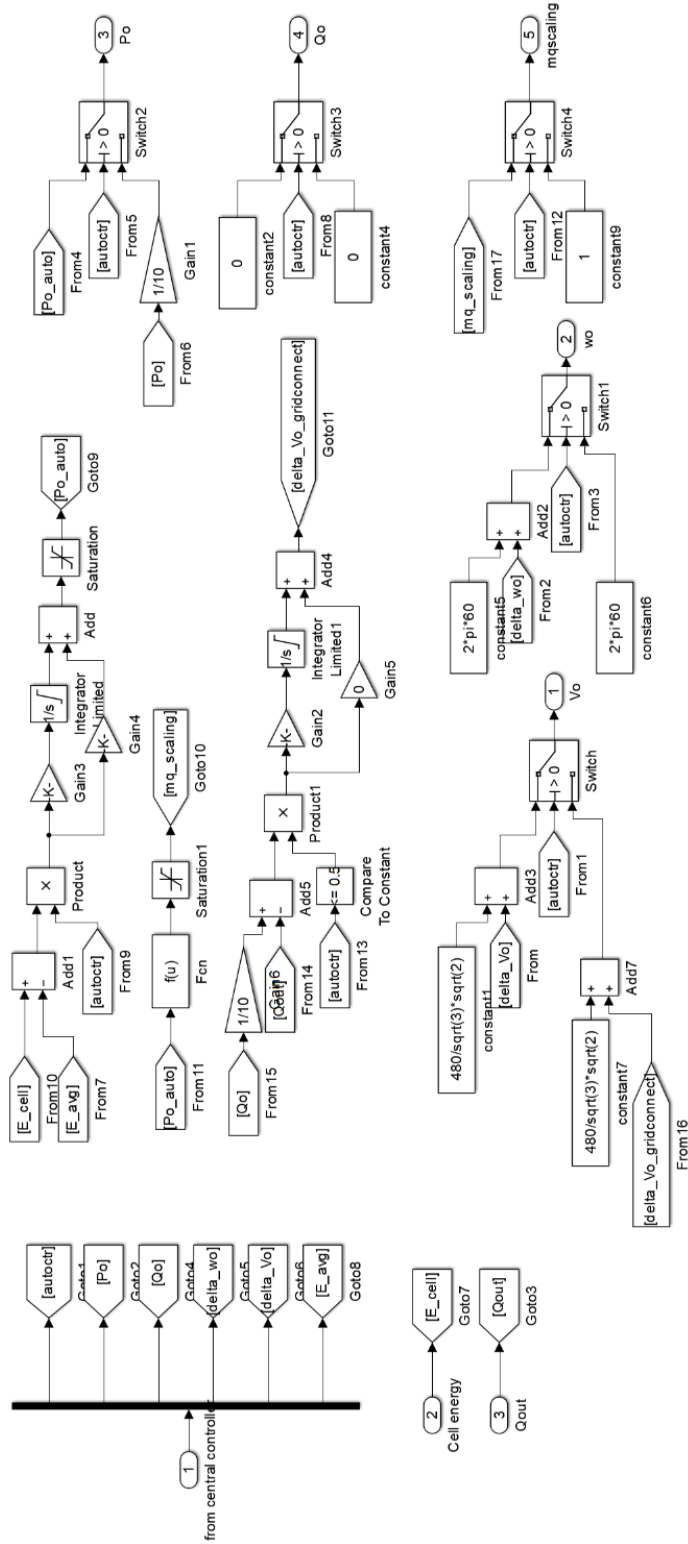 1
from central controller
[autoctr]
Goto1
[Po]
Goto2
[Qo]
Goto4
[delta_wo]
Goto5
[delta_Vo]
Goto6
[E_avg]
Goto8
2
Cell energy
[E_cell]
Goto7
3
Qout
[Qout]
Goto3
[E_cell]
From10
[E_avg]
From7
+
-
Add1
[autoctr]
From9
×
Product
-K-
Gain3
1/s
Integrator
Limited
-K-
Gain4
+
+
Add
Saturation
[Po_auto]
Goto9
[Po_auto]
From11
f(u)
Fcn
Saturation1
[mq_scaling]
Goto10
[Qo]
From15
1/10
Gain6
[Qout]
From14
+
-
Add5
[autoctr]
From13
<= 0.5
Compare
To Constant
×
Product1
-K-
Gain2
1/s
Integrator
Limited1
0
Gain5
+
+
Add4
[delta_Vo_gridconnect]
Goto11
480/sqrt(3)*sqrt(2)
constant1
[delta_Vo]
From
+
+
Add3
[autoctr]
From1
480/sqrt(3)*sqrt(2)
constant7
[delta_Vo_gridconnect]
From16
+
+
Add7
> 0
Switch
1
Vo
2*pi*60
constant5
[delta_wo]
From2
+
+
Add2
[autoctr]
From3
2*pi*60
constant6
> 0
Switch1
2
wo
[Po_auto]
From4
[autoctr]
From5
[Po]
From6
1/10
Gain1
> 0
Switch2
3
Po
0
constant2
[autoctr]
From8
0
constant4
> 0
Switch3
4
Qo
[mq_scaling]
From17
[autoctr]
From12
1
constant9
> 0
Switch4
5
mqscaling